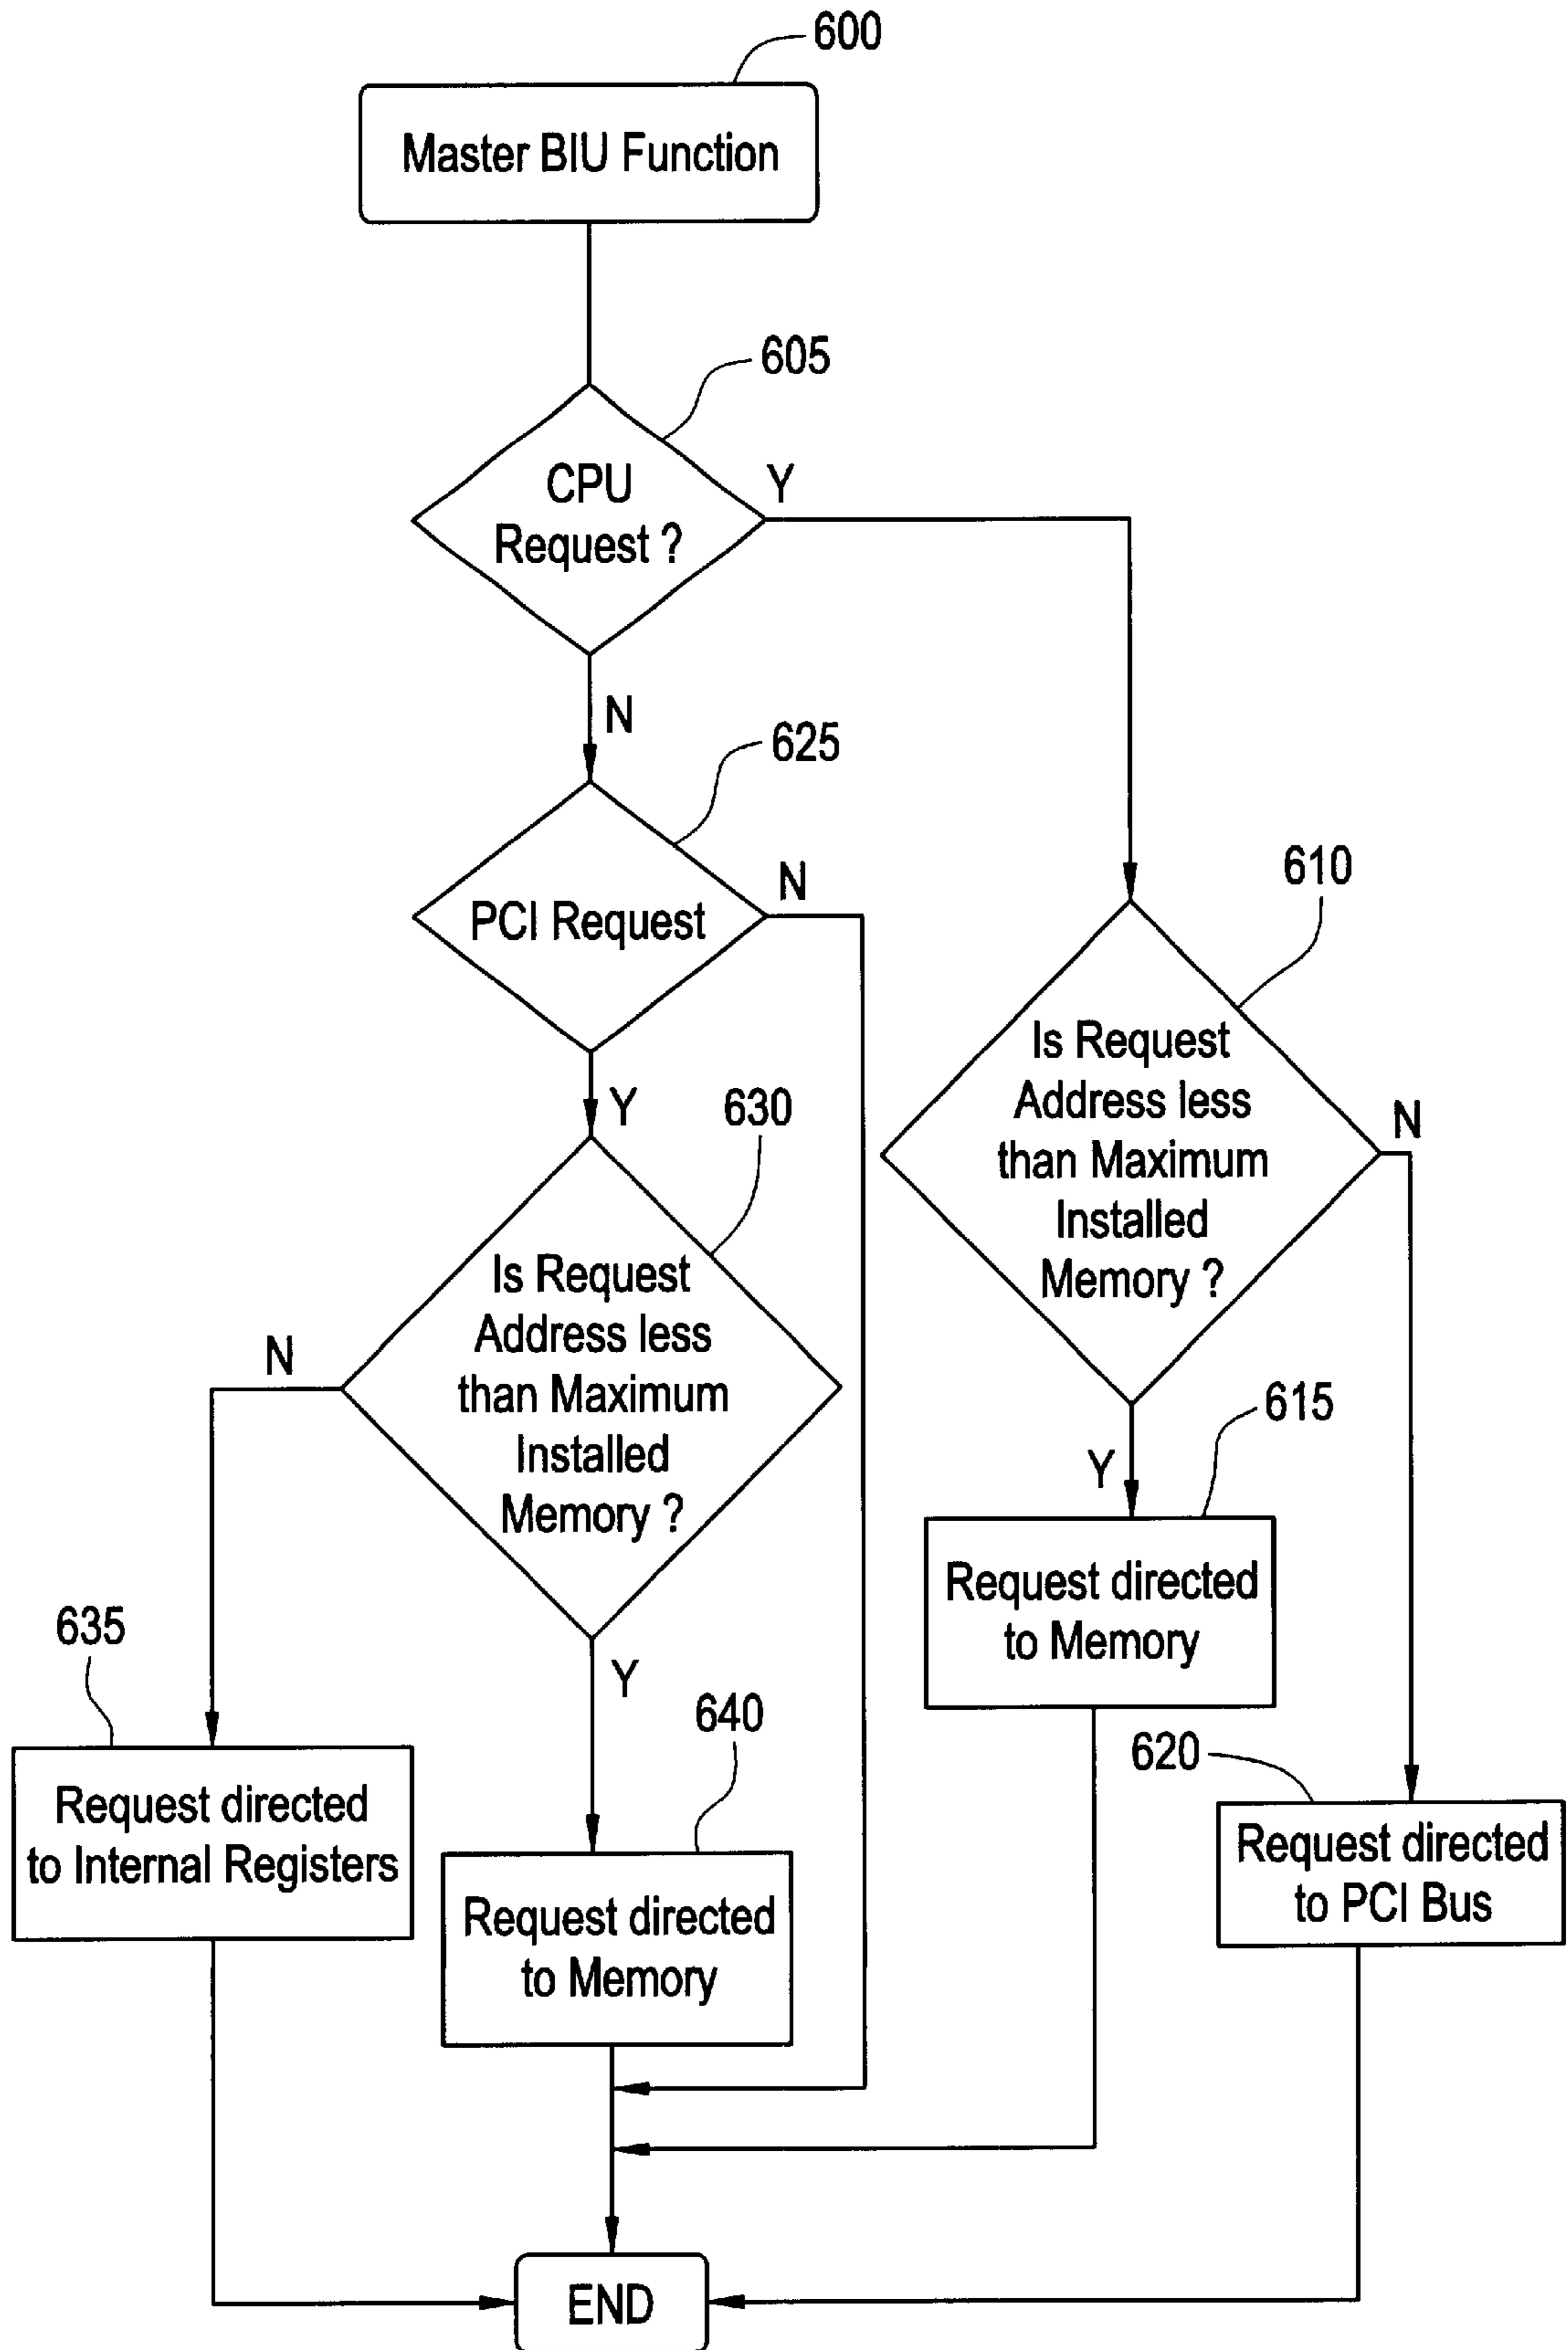 600
Master BIU Function
605
CPU
Request ?
Y
N
625
PCI Request
N
610
Is Request
Address less
than Maximum
Installed
Memory ?
N
Y
630
Is Request
Address less
than Maximum
Installed
Memory ?
N
Y
615
Request directed
to Memory
Y
635
Request directed
to Internal Registers
640
Request directed
to Memory
620
Request directed
to PCI Bus
END